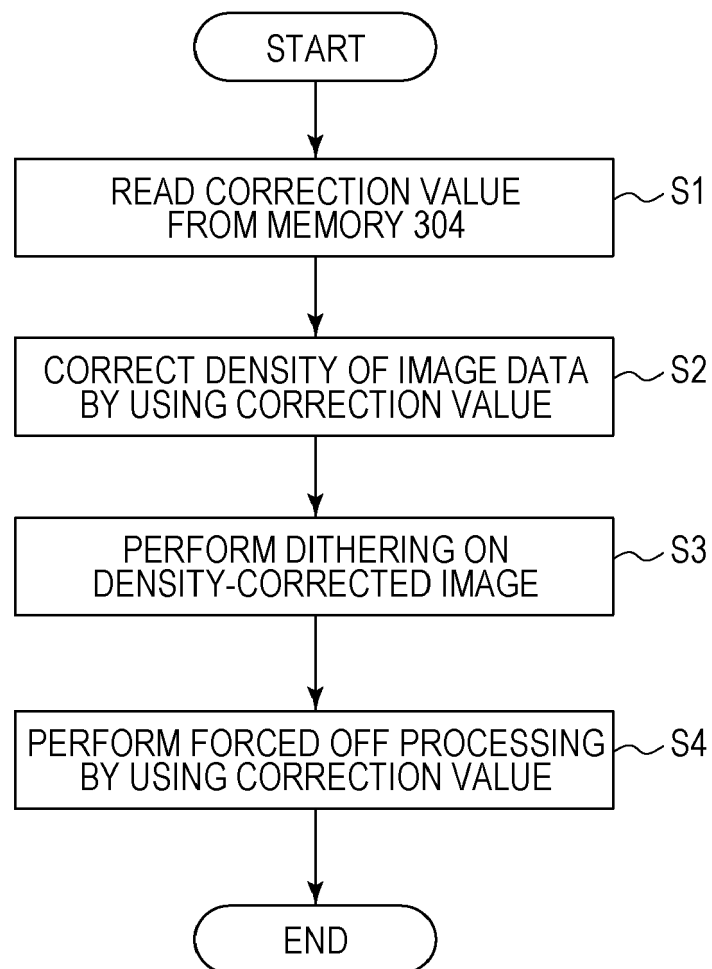 START
READ CORRECTION VALUE
FROM MEMORY 304
S1
CORRECT DENSITY OF IMAGE DATA
BY USING CORRECTION VALUE
S2
PERFORM DITHERING ON
DENSITY-CORRECTED IMAGE
S3
PERFORM FORCED OFF PROCESSING
BY USING CORRECTION VALUE
S4
END